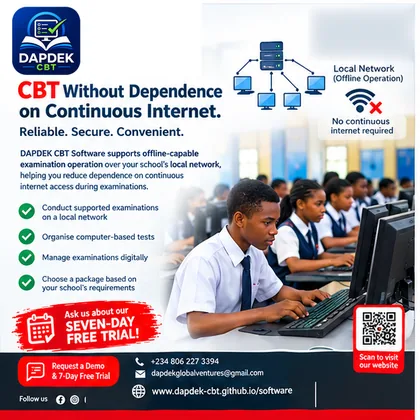 DAPDEK
CBT
Local Network
(Offline Operation)
No continuous
internet required
CBT Without Dependence
on Continuous Internet.
Reliable. Secure. Convenient.
DAPDEK CBT Software supports offline-capable
examination operation over your school's local network,
helping you reduce dependence on continuous
internet access during examinations.
Conduct supported examinations
on a local network
Organise computer-based tests
Manage examinations digitally
Choose a package based on
your school's requirements
Ask us about our
SEVEN-DAY
FREE TRIAL!
Scan to visit
our website
Request a Demo
& 7-Day Free Trial
+234 806 227 3394
dapdekglobalventures@gmail.com
www.dapdek-cbt.github.io/software
Follow us